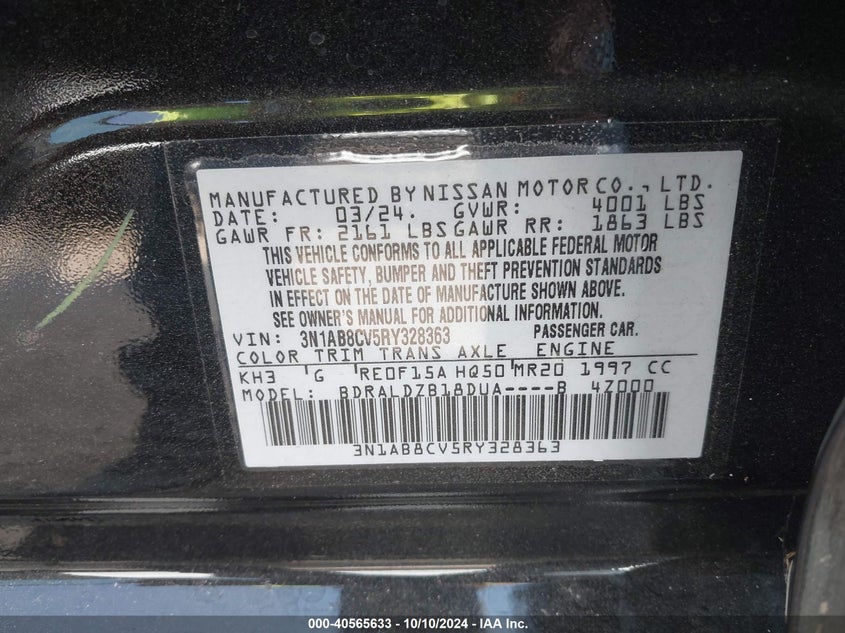 MANUFACTURED BY NISSAN MOTOR CO., LTD.
DATE: 03/24. GVWR: 4001 LBS
GAWR FR: 2161 LBS GAWR RR: 1863 LBS
THIS VEHICLE CONFORMS TO ALL APPLICABLE FEDERAL MOTOR
VEHICLE SAFETY, BUMPER AND THEFT PREVENTION STANDARDS
IN EFFECT ON THE DATE OF MANUFACTURE SHOWN ABOVE.
SEE OWNER'S MANUAL FOR ADDITIONAL INFORMATION
VIN: 3N1AB8CV5RY328363 PASSENGER CAR.
COLOR TRIM TRANS AXLE ENGINE
KH3 G RE0F15A HQ50 MR20 1997 CC
MODEL: BDRALDZB18DUA----B 4Z000
3N1AB8CV5RY328363
000-40565633 - 10/10/2024 - IAA Inc.